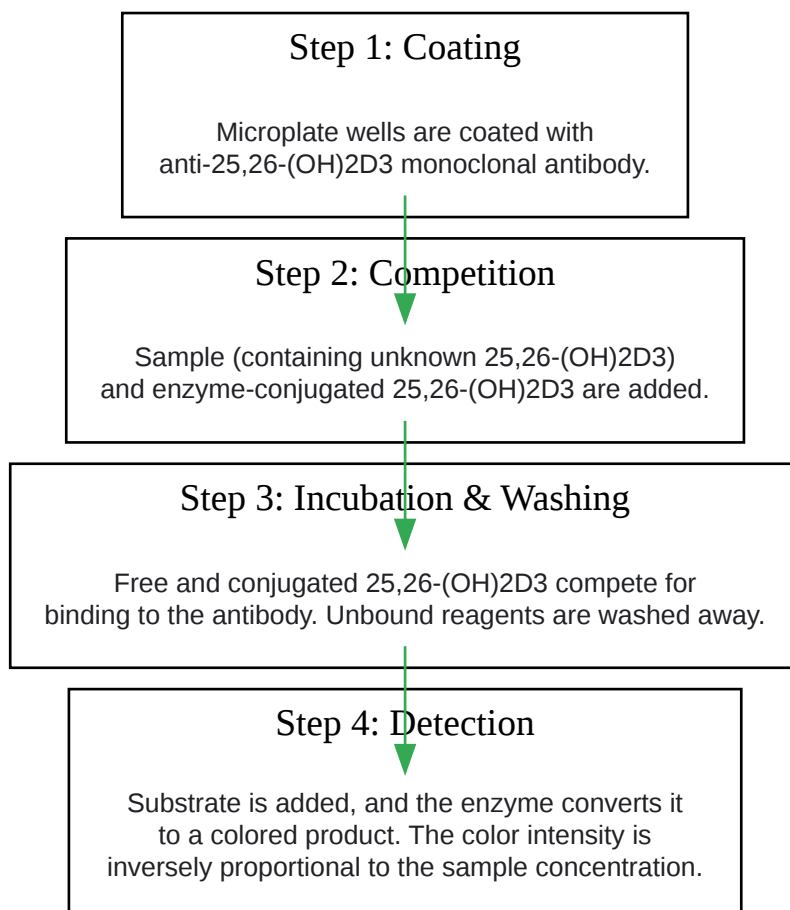 Step 1: Coating
Microplate wells are coated with
anti-25,26-(OH)2D3 monoclonal antibody.
Step 2: Competition
Sample (containing unknown 25,26-(OH)2D3)
and enzyme-conjugated 25,26-(OH)2D3 are added.
Step 3: Incubation & Washing
Free and conjugated 25,26-(OH)2D3 compete for
binding to the antibody. Unbound reagents are washed away.
Step 4: Detection
Substrate is added, and the enzyme converts it
to a colored product. The color intensity is
inversely proportional to the sample concentration.